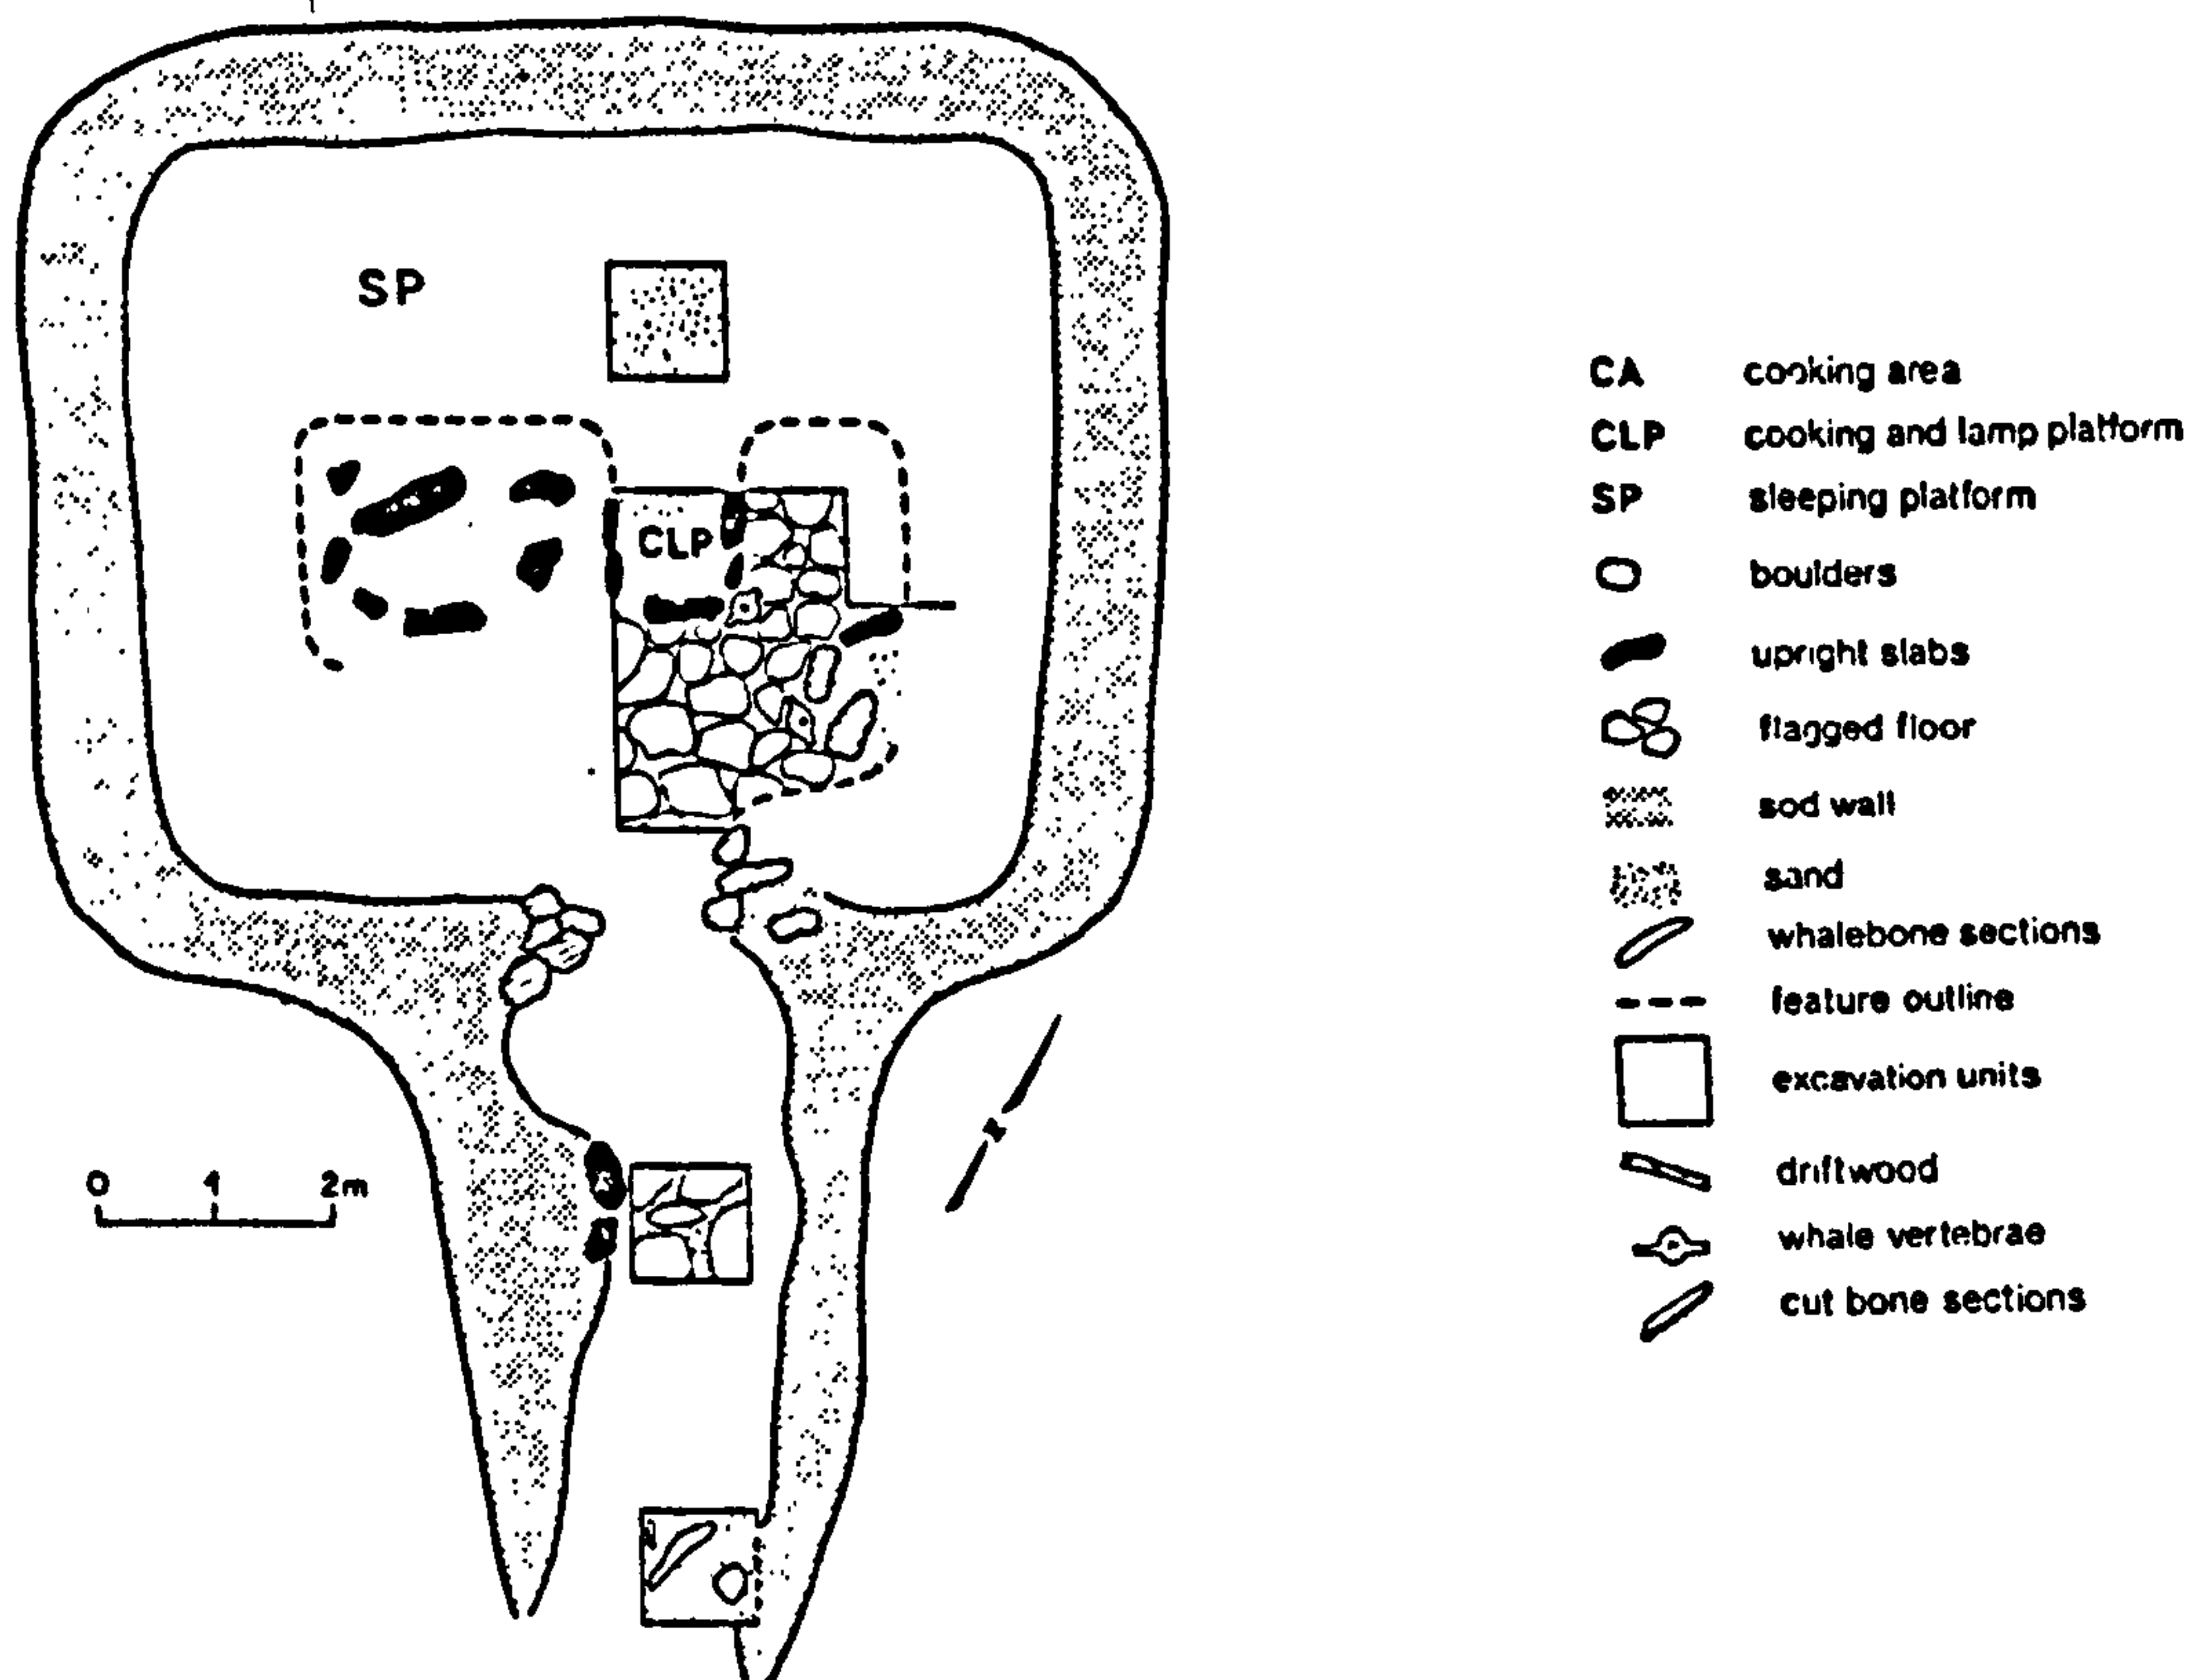 SP
CLP
0 1 2m
CA cooking area
CLP cooking and lamp platform
SP sleeping platform
boulders
upright slabs
flagged floor
sod wall
sand
whalebone sections
feature outline
excavation units
driftwood
whale vertebrae
cut bone sections